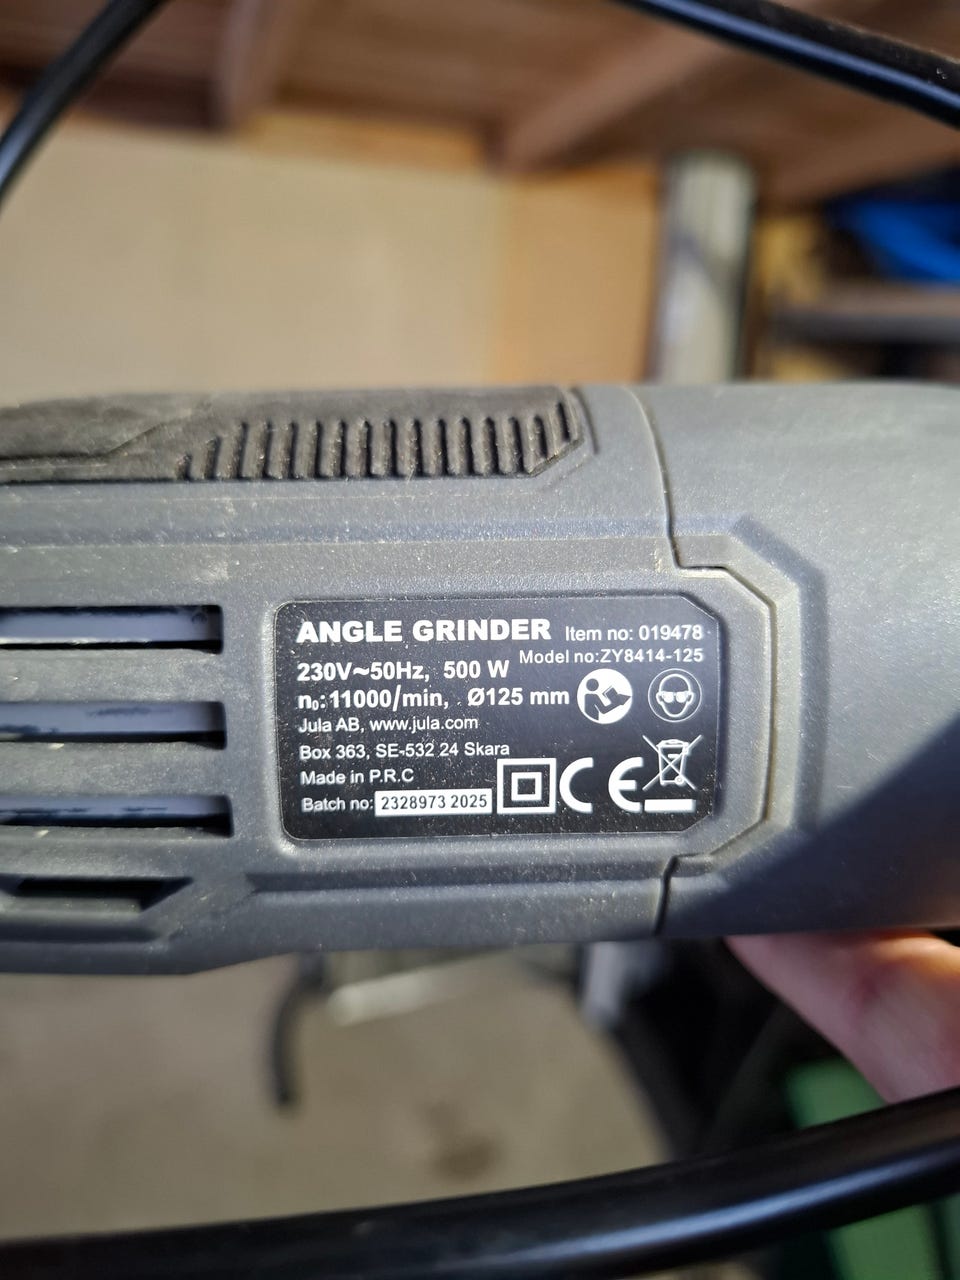 ANGLE GRINDER Item no: 019478
Model no:ZY8414-125
230V~50Hz, 500 W
n₀:11000/min, Ø125 mm
Jula AB, www.jula.com
Box 363, SE-532 24 Skara
Made in P.R.C
Batch no: 2328973 2025
CE